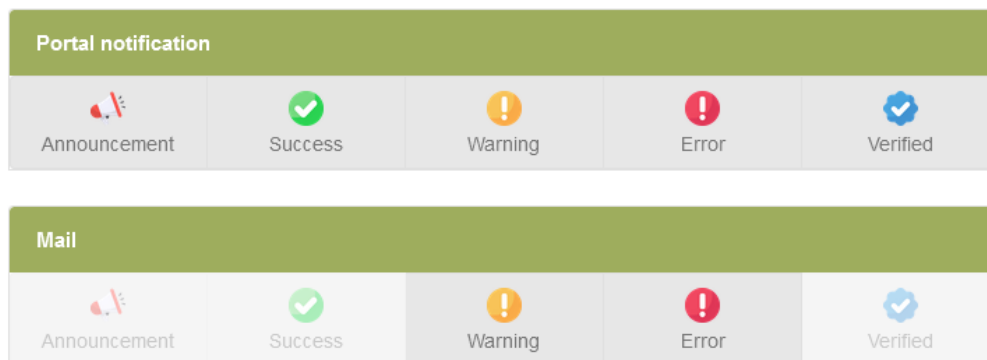 Portal notification
Announcement Success Warning Error Verified
Mail
Announcement Success Warning Error Verified